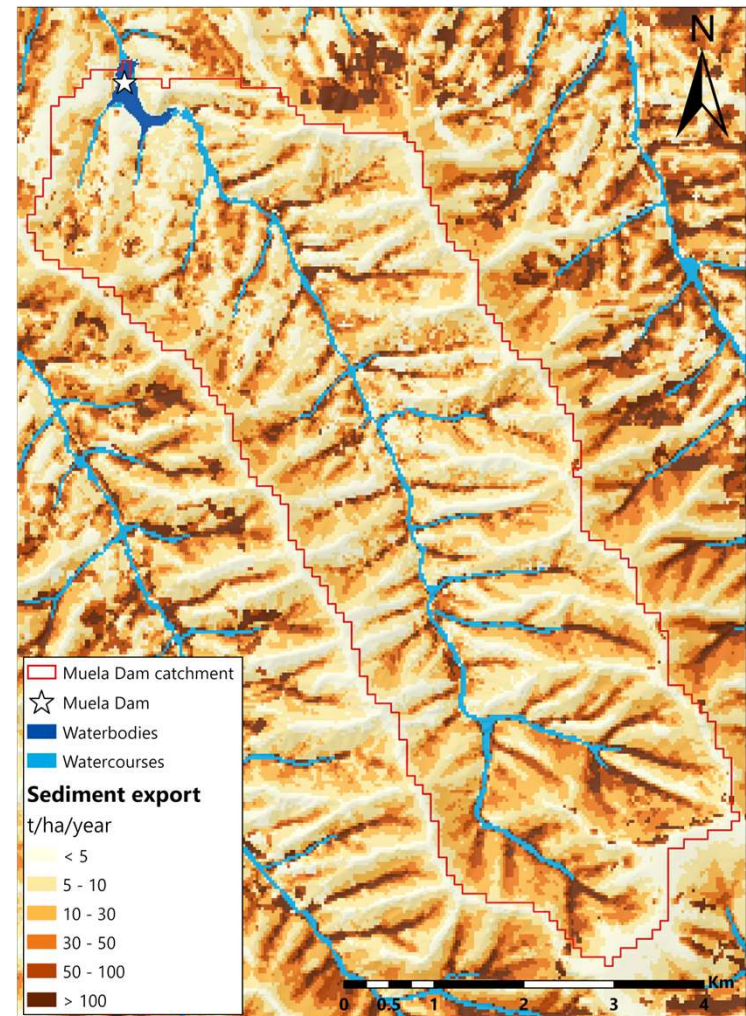 N
Muela Dam catchment
Muela Dam
Waterbodies
Watercourses
Sediment export
t/ha/year
< 5
5 - 10
10 - 30
30 - 50
50 - 100
> 100
Km
0 0.5 1 2 3 4